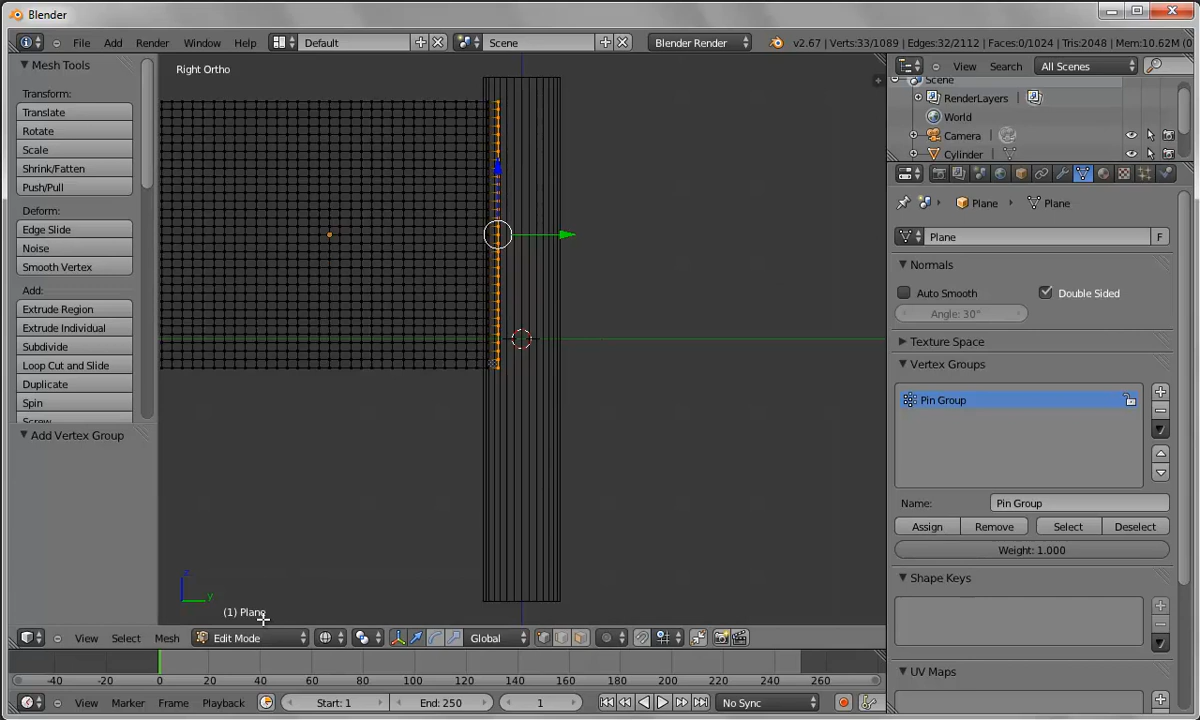 Blender
File Add Render Window Help Default Scene Blender Render v2.67 | Verts:33/1089 | Edges:32/2112 | Faces:0/1024 | Tris:2048 | Mem:10.62M
Mesh Tools
Transform:
Translate
Rotate
Scale
Shrink/Fatten
Push/Pull
Deform:
Edge Slide
Noise
Smooth Vertex
Add:
Extrude Region
Extrude Individual
Subdivide
Loop Cut and Slide
Duplicate
Spin
Screw
Add Vertex Group
Right Ortho
z
y
(1) Plane
View Select Mesh Edit Mode Global
View Search All Scenes
Scene
RenderLayers
World
Camera
Cylinder
Plane Plane
Plane F
Normals
Auto Smooth Double Sided
Angle: 30°
Texture Space
Vertex Groups
Pin Group
Name: Pin Group
Assign Remove Select Deselect
Weight: 1.000
Shape Keys
UV Maps
-40 -20 0 20 40 60 80 100 120 140 160 180 200 220 240 260
View Marker Frame Playback Start: 1 End: 250 1 No Sync